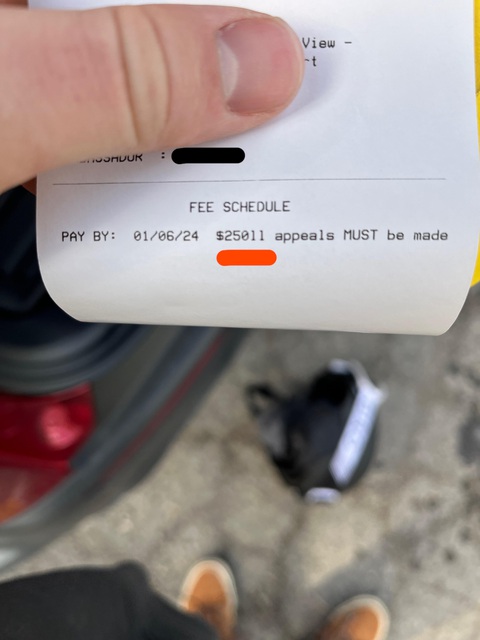 View -
FEE SCHEDULE
PAY BY: 01/06/24 $25011 appeals MUST be made